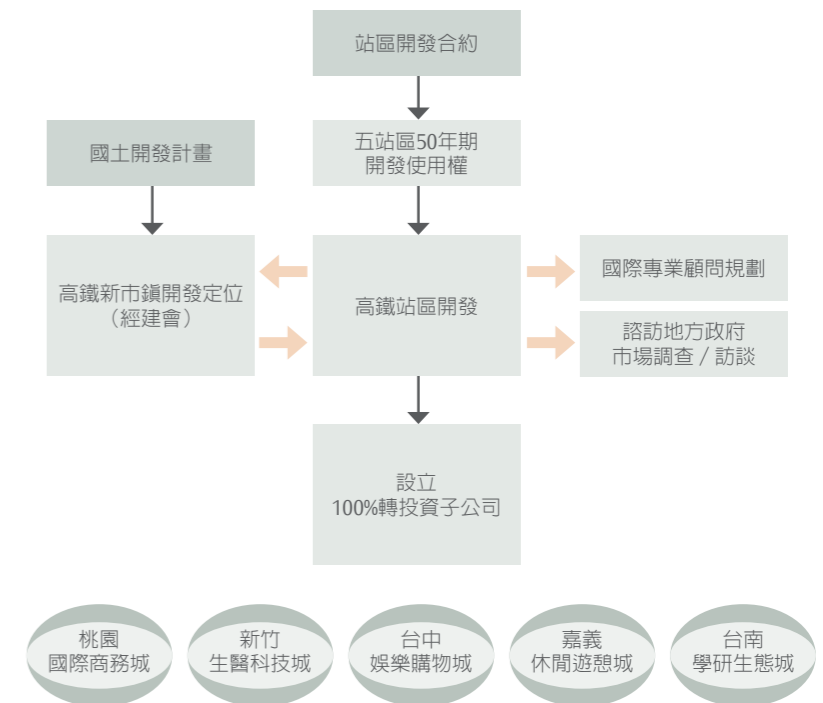 站區開發合約
國土開發計畫
五站區50年期
開發使用權
高鐵新市鎮開發定位
（經建會）
高鐵站區開發
國際專業顧問規劃
諮訪地方政府
市場調查／訪談
設立
100%轉投資子公司
桃園
國際商務城
新竹
生醫科技城
台中
娛樂購物城
嘉義
休閒遊憩城
台南
學研生態城